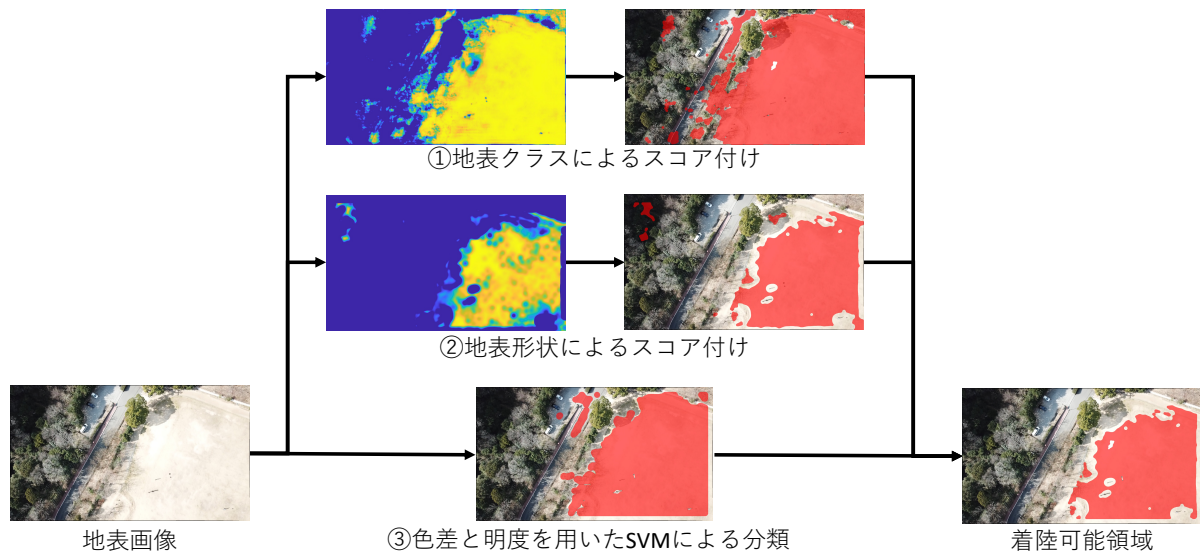 ①地表クラスによるスコア付け
②地表形状によるスコア付け
地表画像
③色差と明度を用いたSVMによる分類
着陸可能領域